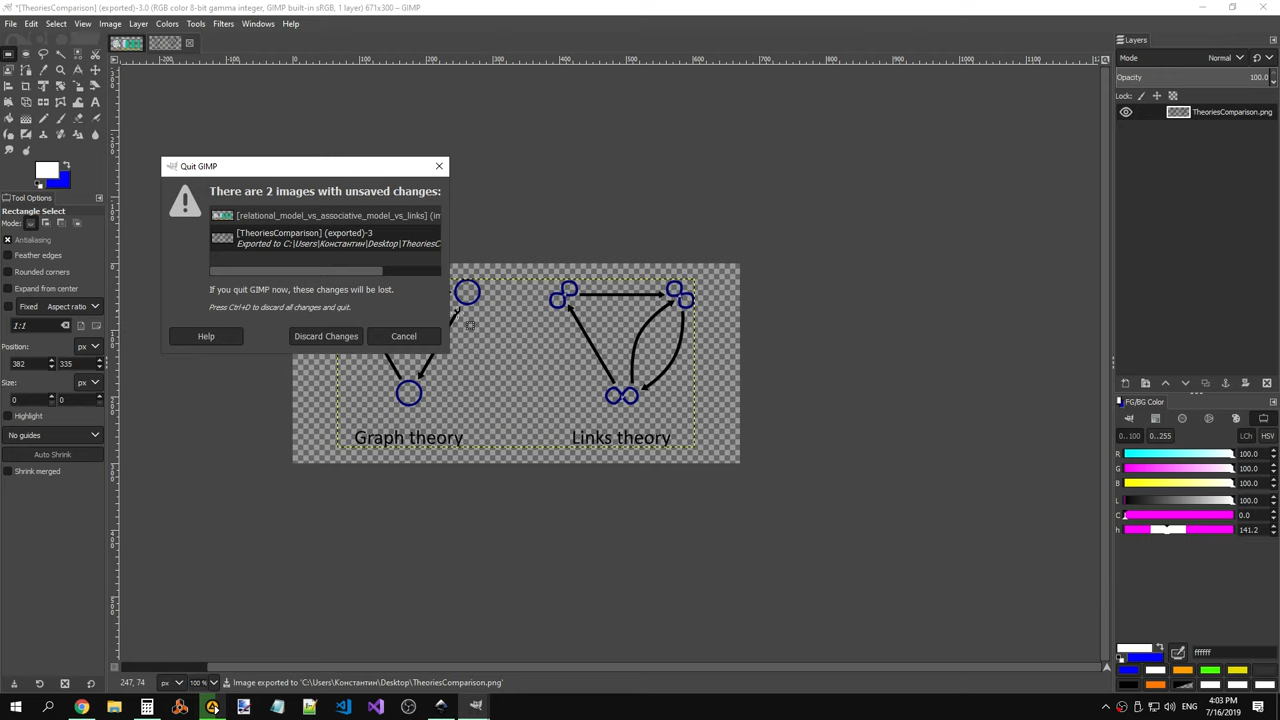 *[TheoriesComparison] (exported)-3.0 (RGB color 8-bit gamma integer, GIMP built-in sRGB, 1 layer) 671x300 – GIMP
File Edit Select View Image Layer Colors Tools Filters Windows Help
Layers
Mode Normal
Opacity 100.0
Lock:
TheoriesComparison.png
Tool Options
Rectangle Select
Mode:
Antialiasing
Feather edges
Rounded corners
Expand from center
Fixed Aspect ratio
1:1
Position: px
382 335
Size: px
0 0
Highlight
No guides
Auto Shrink
Shrink merged
Quit GIMP
There are 2 images with unsaved changes:
[relational_model_vs_associative_model_vs_links] (im
[TheoriesComparison] (exported)-3
Exported to C:\Users\Константин\Desktop\TheoriesC
If you quit GIMP now, these changes will be lost.
Press Ctrl+D to discard all changes and quit.
Help Discard Changes Cancel
Graph theory Links theory
FG/BG Color
0..100 0..255 LCh HSV
R 100.0
G 100.0
B 100.0
L 100.0
C 0.0
h 141.2
ffffff
247, 74 px 100 % Image exported to 'C:\Users\Константин\Desktop\TheoriesComparison.png'
ENG 4:03 PM
7/16/2019